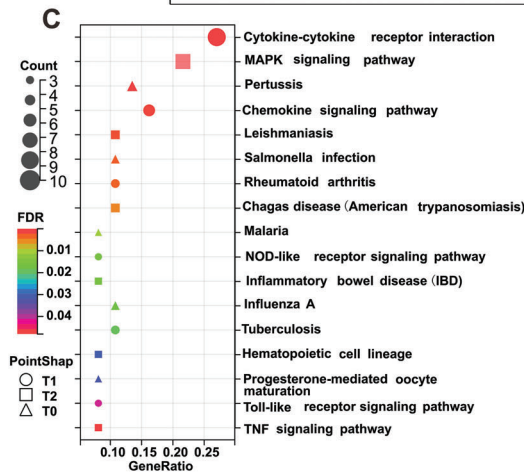 C
Count
3
4
5
6
7
8
9
10
FDR
0.01
0.02
0.03
0.04
PointShap
T1
T2
T0
Cytokine-cytokine receptor interaction
MAPK signaling pathway
Pertussis
Chemokine signaling pathway
Leishmaniasis
Salmonella infection
Rheumatoid arthritis
Chagas disease (American trypanosomiasis)
Malaria
NOD-like receptor signaling pathway
Inflammatory bowel disease (IBD)
Influenza A
Tuberculosis
Hematopoietic cell lineage
Progesterone-mediated oocyte
maturation
Toll-like receptor signaling pathway
TNF signaling pathway
0.10 0.15 0.20 0.25
GeneRatio